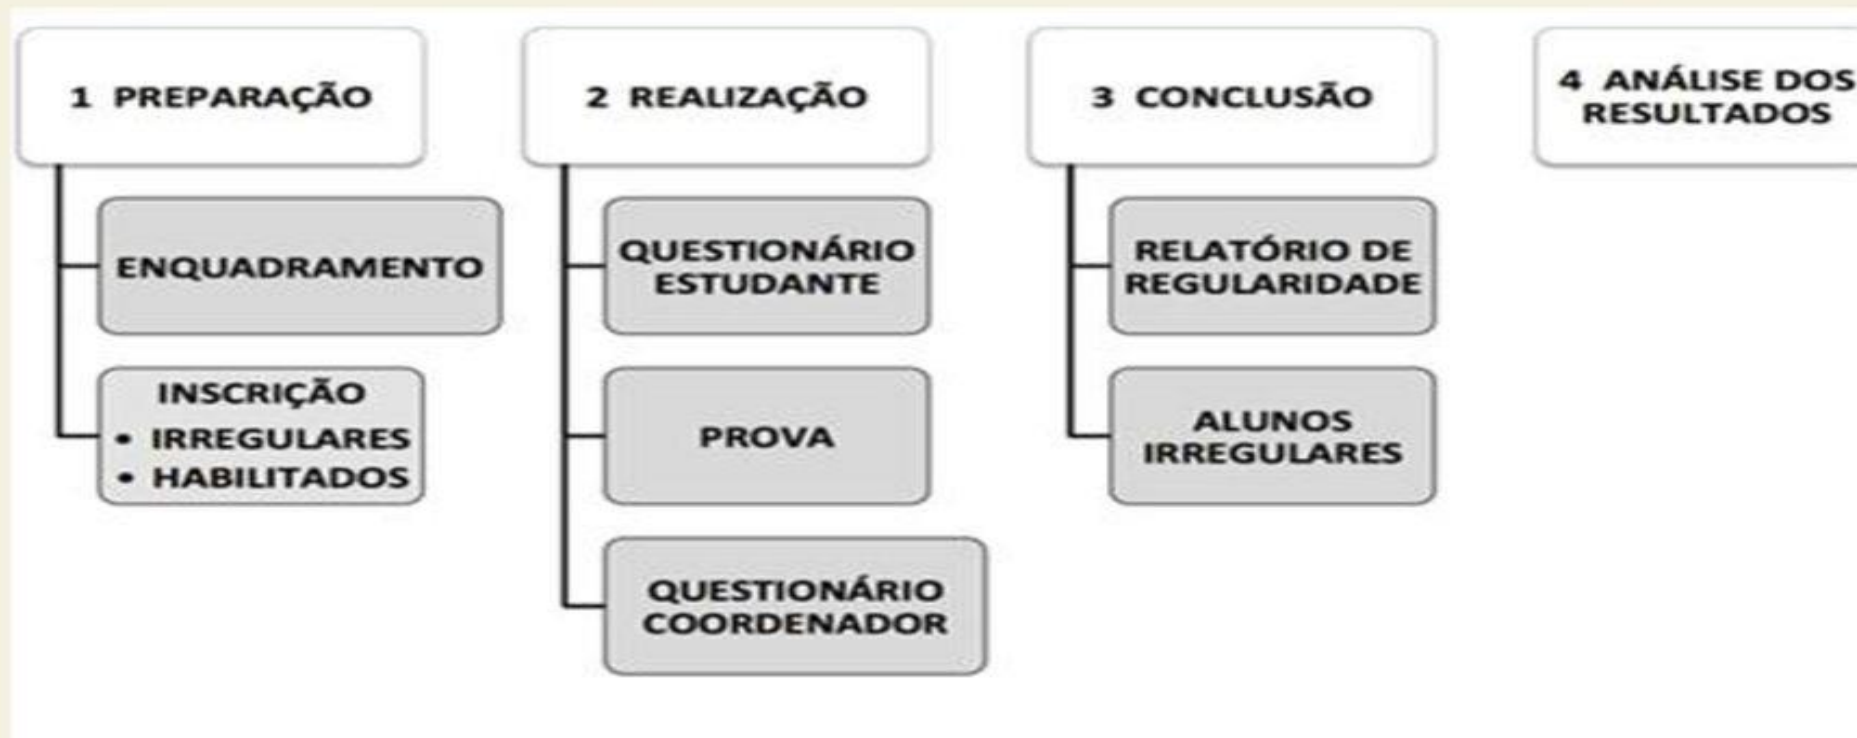 1 PREPARAÇÃO
ENQUADRAMENTO
INSCRIÇÃO
• IRREGULARES
• HABILITADOS
2 REALIZAÇÃO
QUESTIONÁRIO
ESTUDANTE
PROVA
QUESTIONÁRIO
COORDENADOR
3 CONCLUSÃO
RELATÓRIO DE
REGULARIDADE
ALUNOS
IRREGULARES
4 ANÁLISE DOS
RESULTADOS